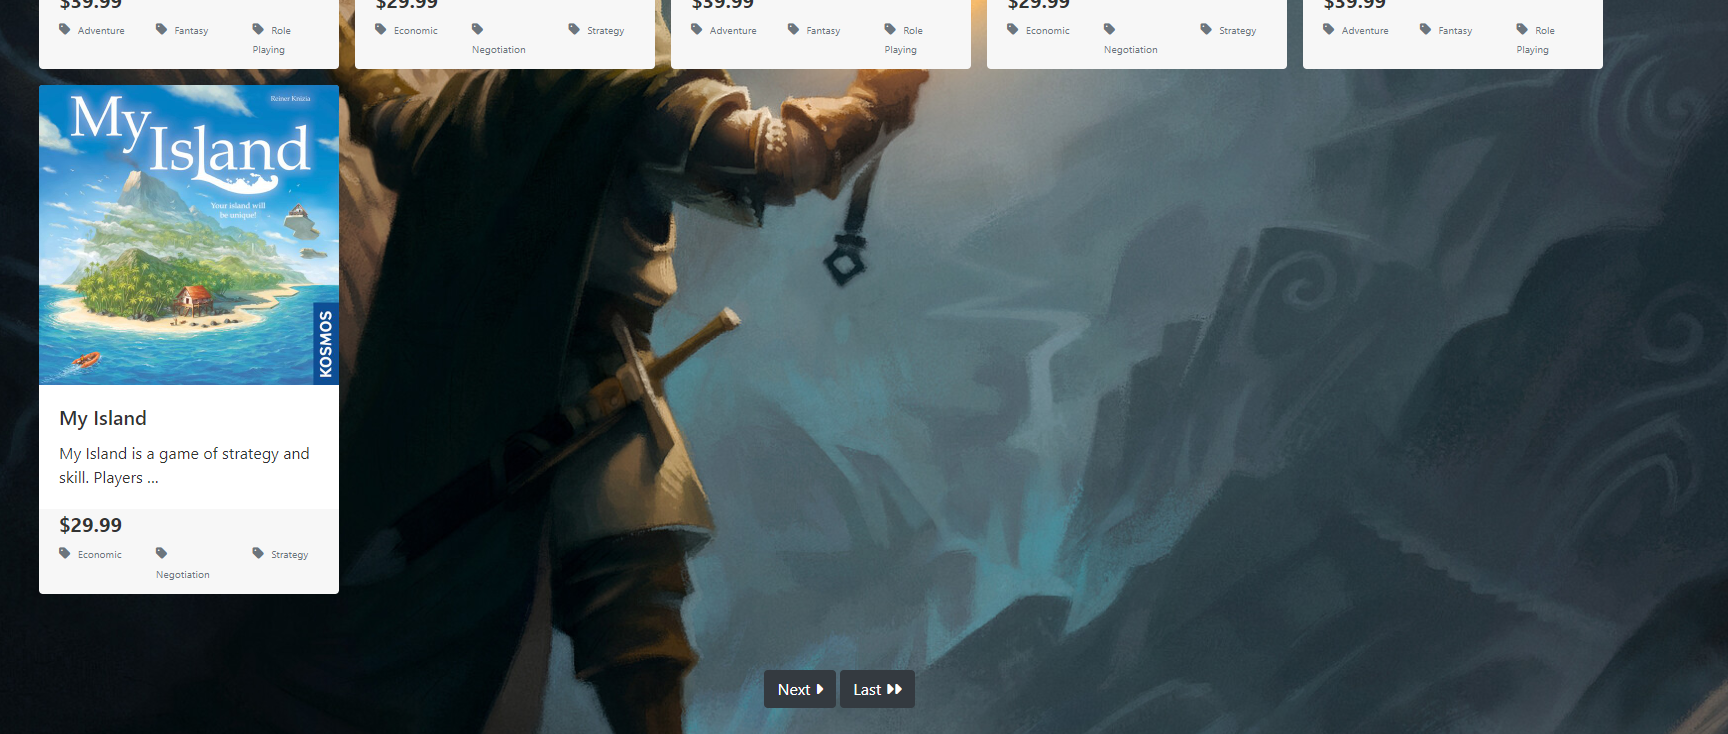 $39.99 $29.99 $39.99 $29.99 $39.99
Adventure Fantasy Role Economic Strategy Adventure Fantasy Role Economic Strategy Adventure Fantasy Role
Playing Negotiation Playing Negotiation Playing
My
Reiner Knizia
Island
Your island will
be unique!
KOSMOS
My Island
My Island is a game of strategy and
skill. Players ...
$29.99
Economic Strategy
Negotiation
Next Last